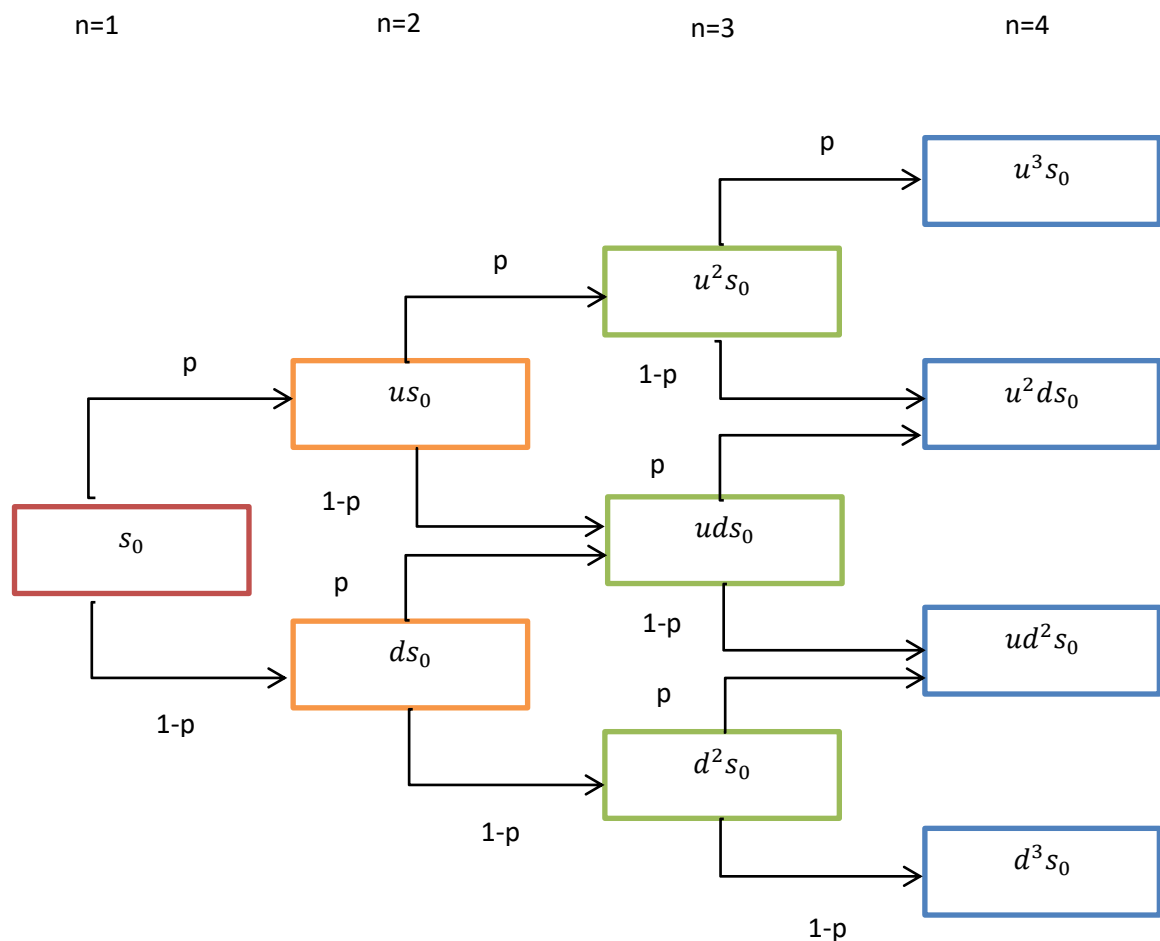 n=1 n=2 n=3 n=4
p
u³s₀
p
u²s₀
p
1-p
us₀
u²ds₀
p
1-p
s₀
uds₀
p
1-p
ds₀
ud²s₀
p
1-p
d²s₀
1-p
d³s₀
1-p